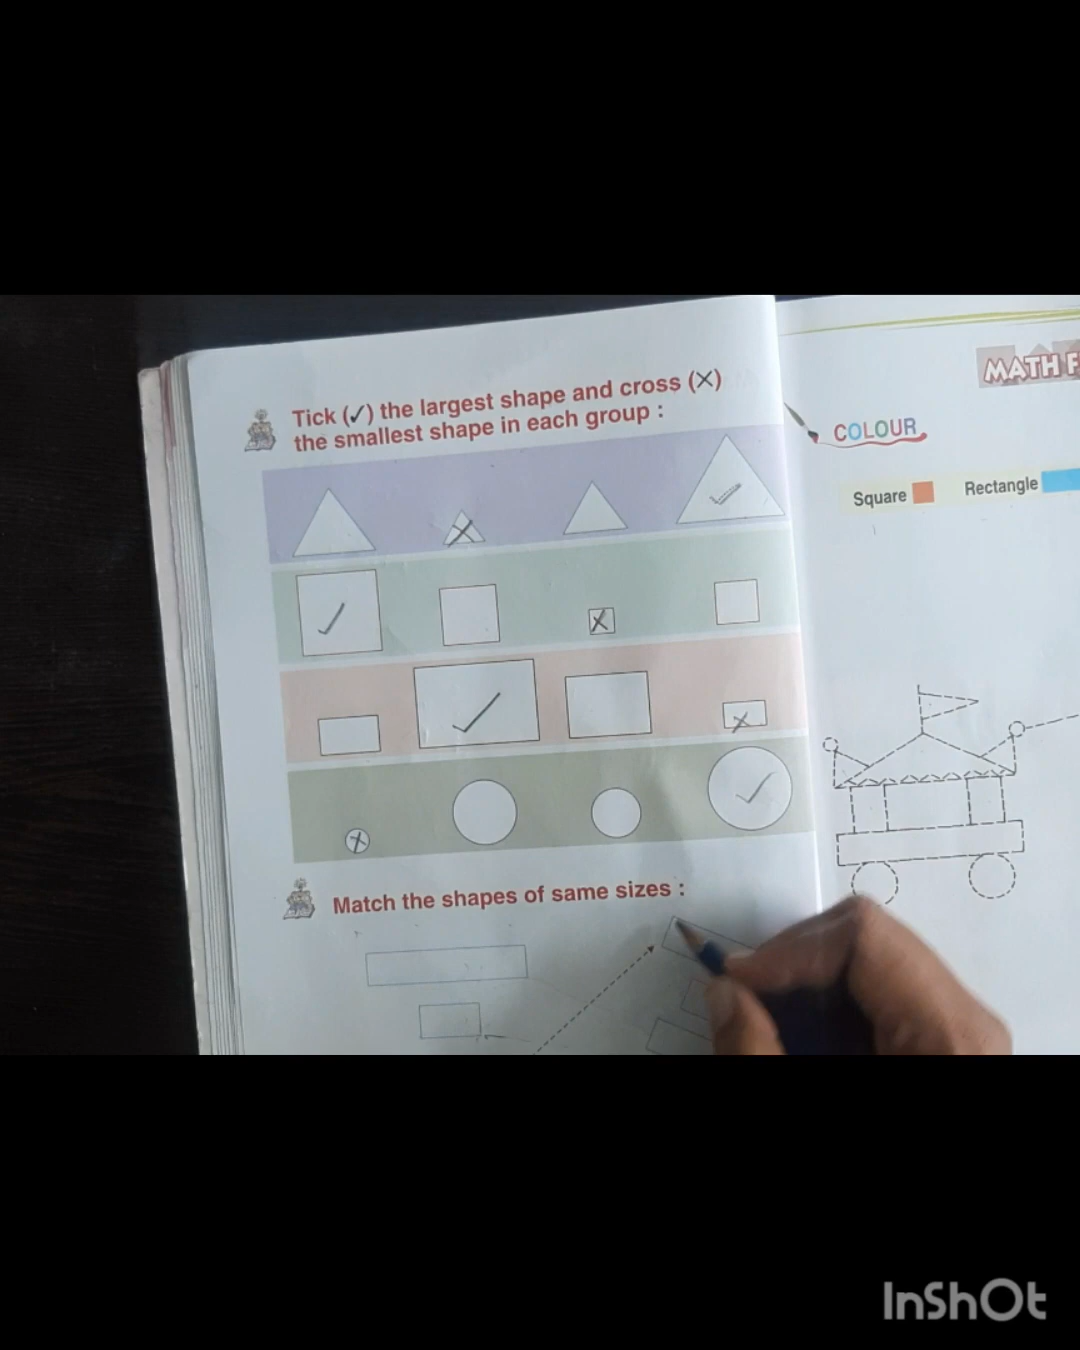 Tick (✓) the largest shape and cross (✕)
the smallest shape in each group :
Match the shapes of same sizes :
MATH F
COLOUR
Square
Rectangle
InShOt